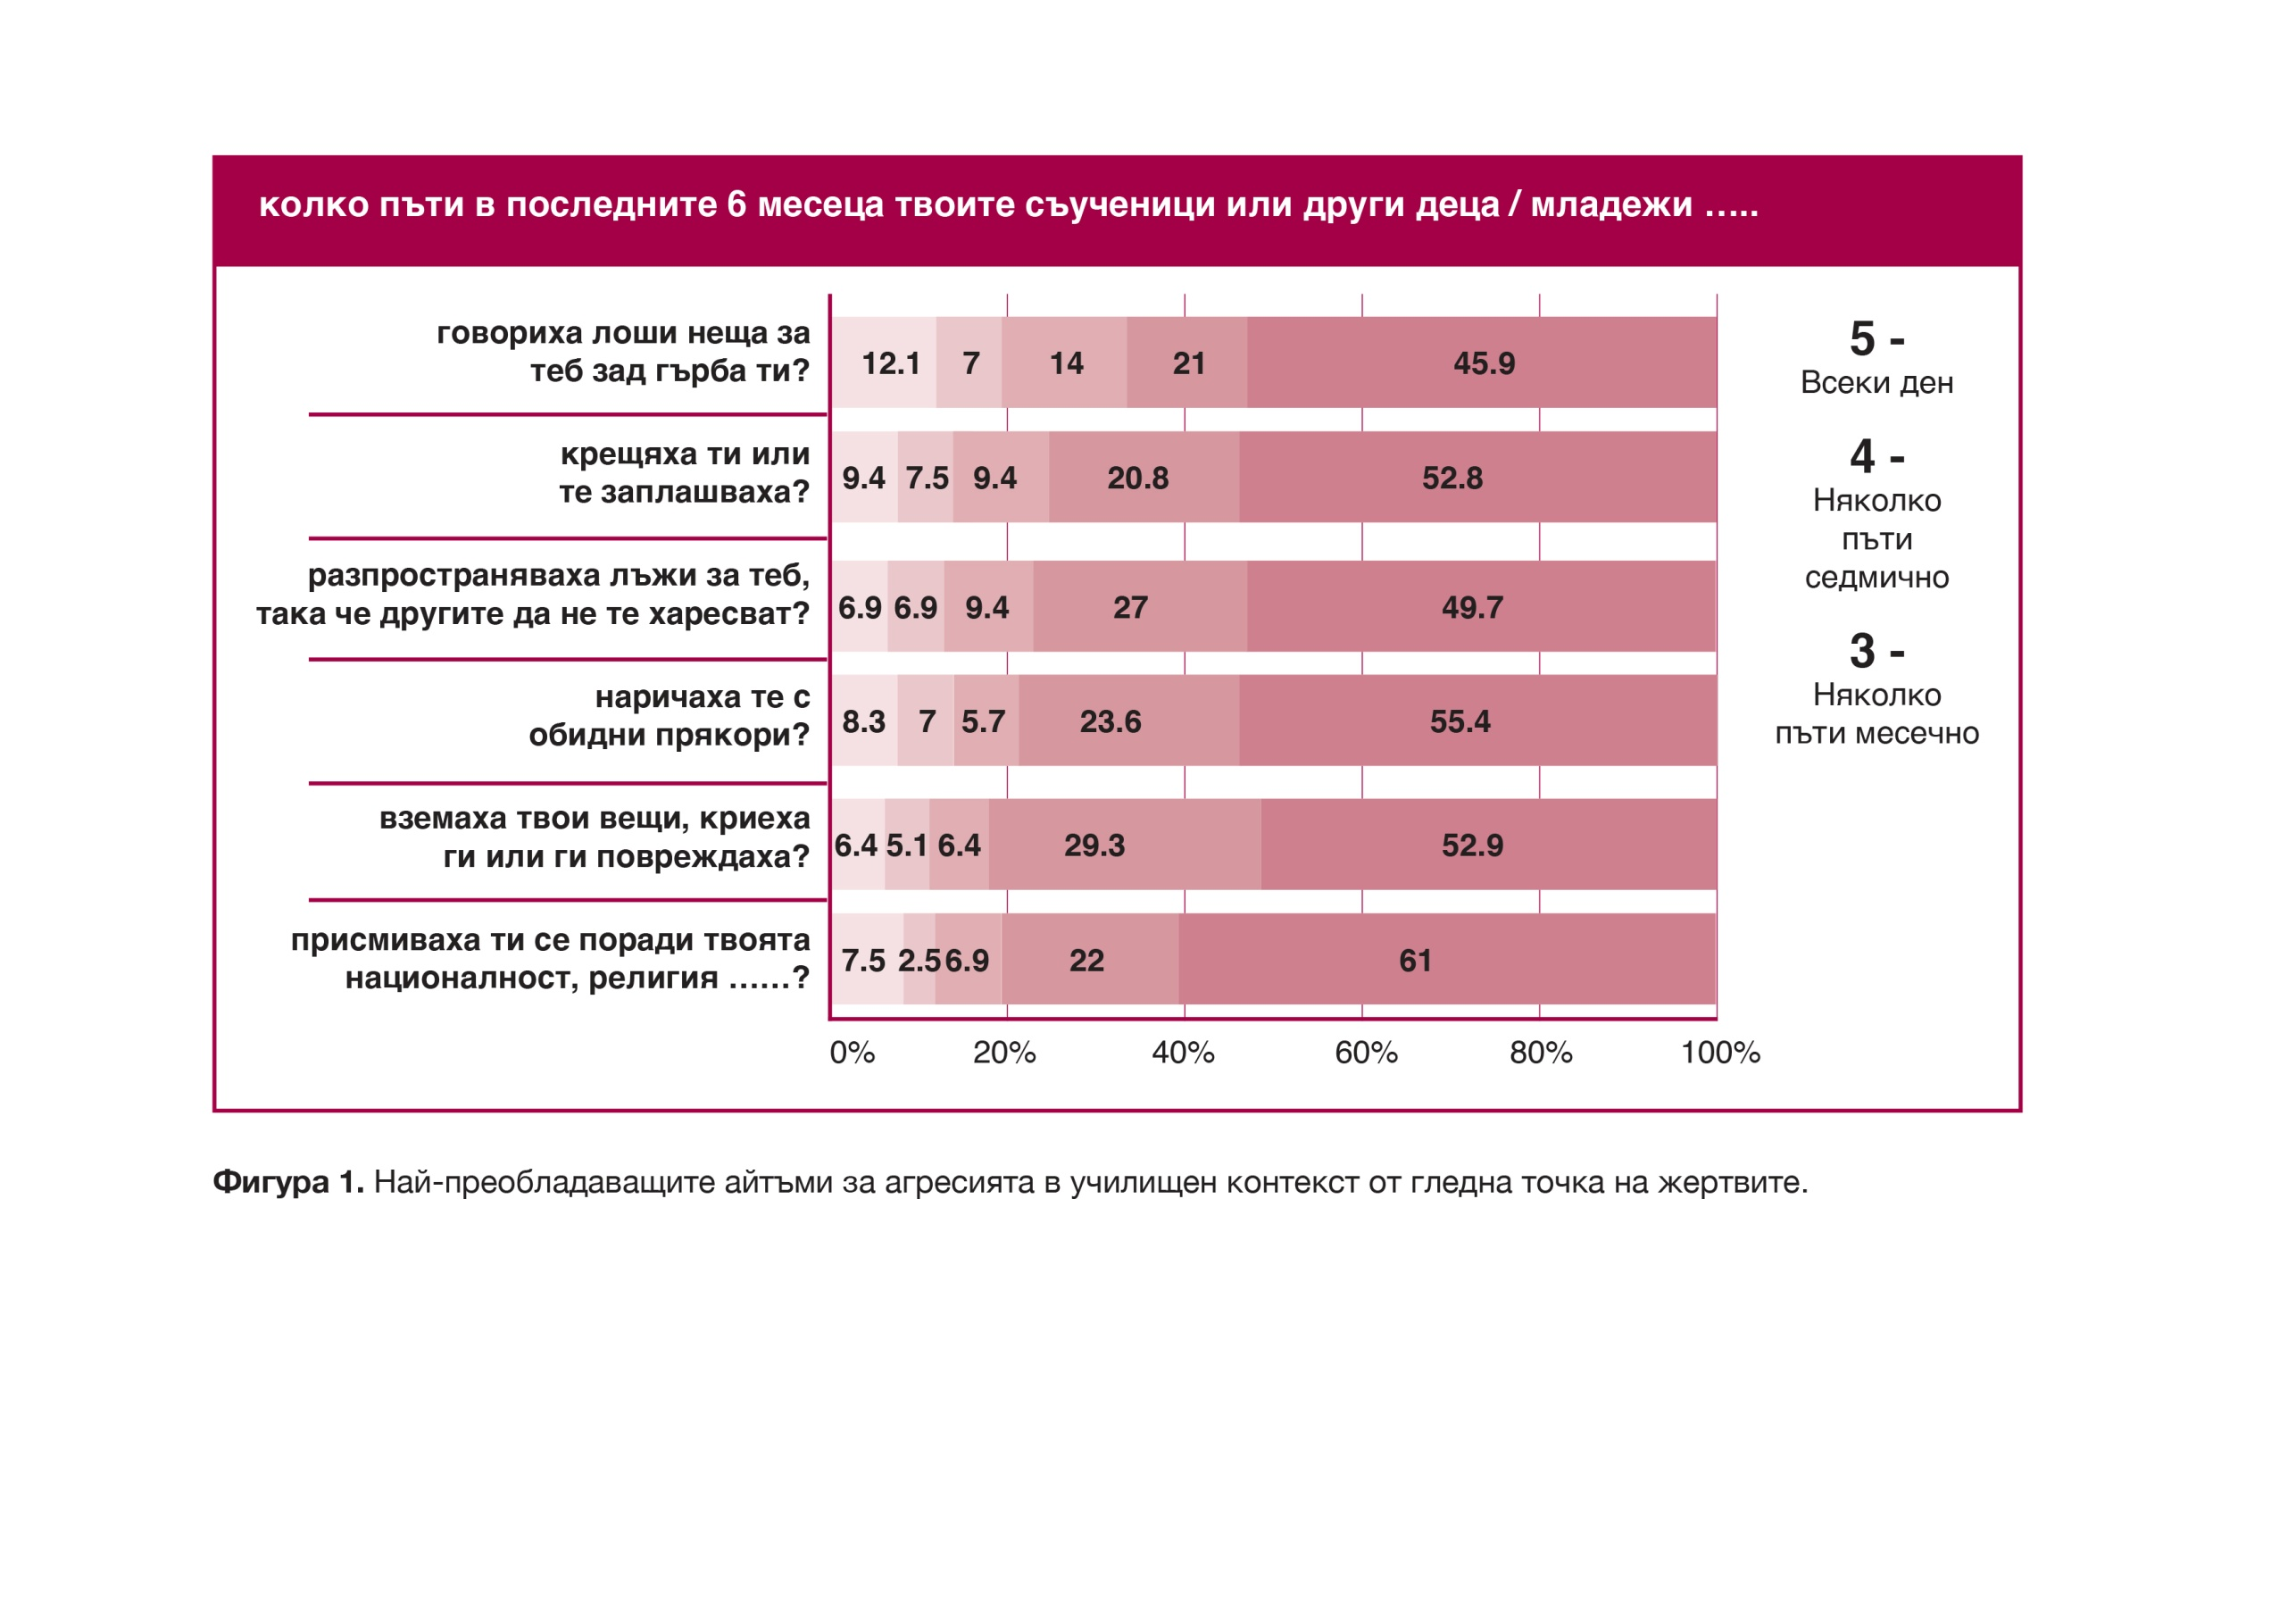 колко пъти в последните 6 месеца твоите съученици или други деца / младежи …..
говориха лоши неща за
теб зад гърба ти?
12.1 7 14 21 45.9
крещяха ти или
те заплашваха?
9.4 7.5 9.4 20.8 52.8
разпространяваха лъжи за теб,
така че другите да не те харесват?
6.9 6.9 9.4 27 49.7
наричаха те с
обидни прякори?
8.3 7 5.7 23.6 55.4
вземаха твои вещи, криеха
ги или ги повреждаха?
6.4 5.1 6.4 29.3 52.9
присмиваха ти се поради твоята
националност, религия ……?
7.5 2.5 6.9 22 61
0% 20% 40% 60% 80% 100%
5 -
Всеки ден
4 -
Няколко
пъти
седмично
3 -
Няколко
пъти месечно
Фигура 1. Най-преобладаващите айтъми за агресията в училищен контекст от гледна точка на жертвите.